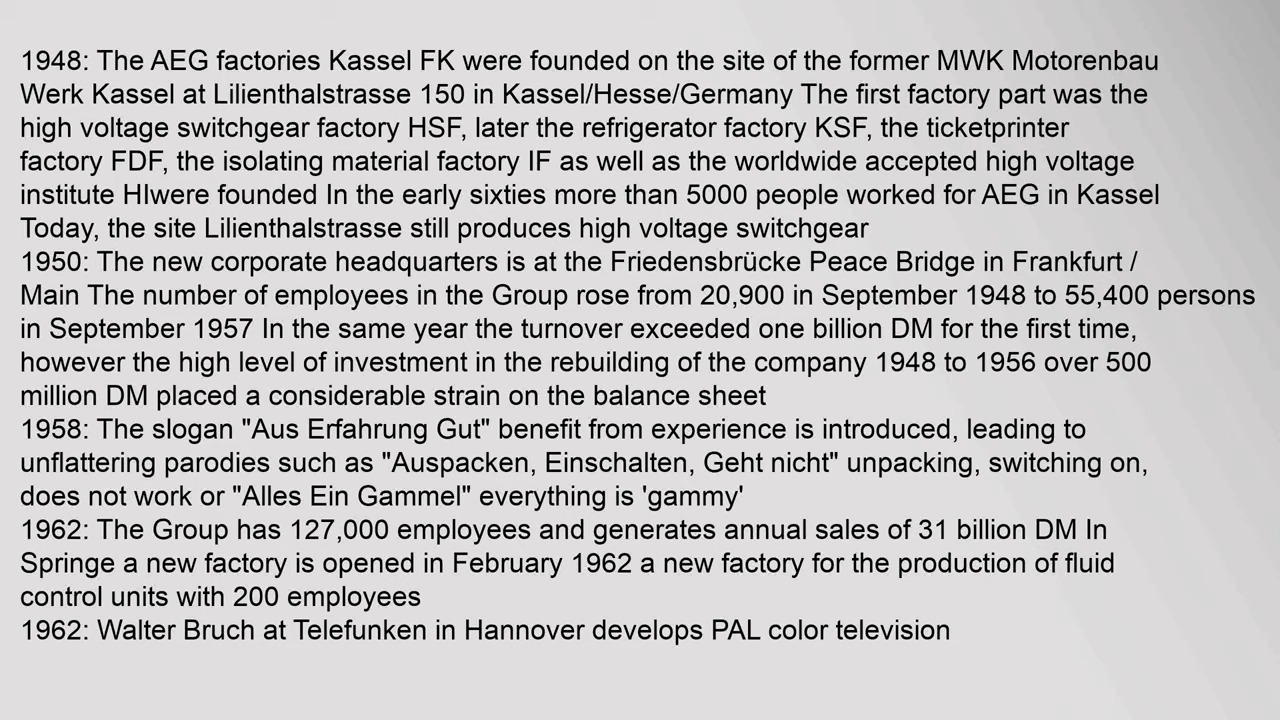 1948: The AEG factories Kassel FK were founded on the site of the former MWK Motorenbau
Werk Kassel at Lilienthalstrasse 150 in Kassel/Hesse/Germany The first factory part was the
high voltage switchgear factory HSF, later the refrigerator factory KSF, the ticketprinter
factory FDF, the isolating material factory IF as well as the worldwide accepted high voltage
institute HIwere founded In the early sixties more than 5000 people worked for AEG in Kassel
Today, the site Lilienthalstrasse still produces high voltage switchgear
1950: The new corporate headquarters is at the Friedensbrücke Peace Bridge in Frankfurt /
Main The number of employees in the Group rose from 20,900 in September 1948 to 55,400 persons
in September 1957 In the same year the turnover exceeded one billion DM for the first time,
however the high level of investment in the rebuilding of the company 1948 to 1956 over 500
million DM placed a considerable strain on the balance sheet
1958: The slogan "Aus Erfahrung Gut" benefit from experience is introduced, leading to
unflattering parodies such as "Auspacken, Einschalten, Geht nicht" unpacking, switching on,
does not work or "Alles Ein Gammel" everything is 'gammy'
1962: The Group has 127,000 employees and generates annual sales of 31 billion DM In
Springe a new factory is opened in February 1962 a new factory for the production of fluid
control units with 200 employees
1962: Walter Bruch at Telefunken in Hannover develops PAL color television